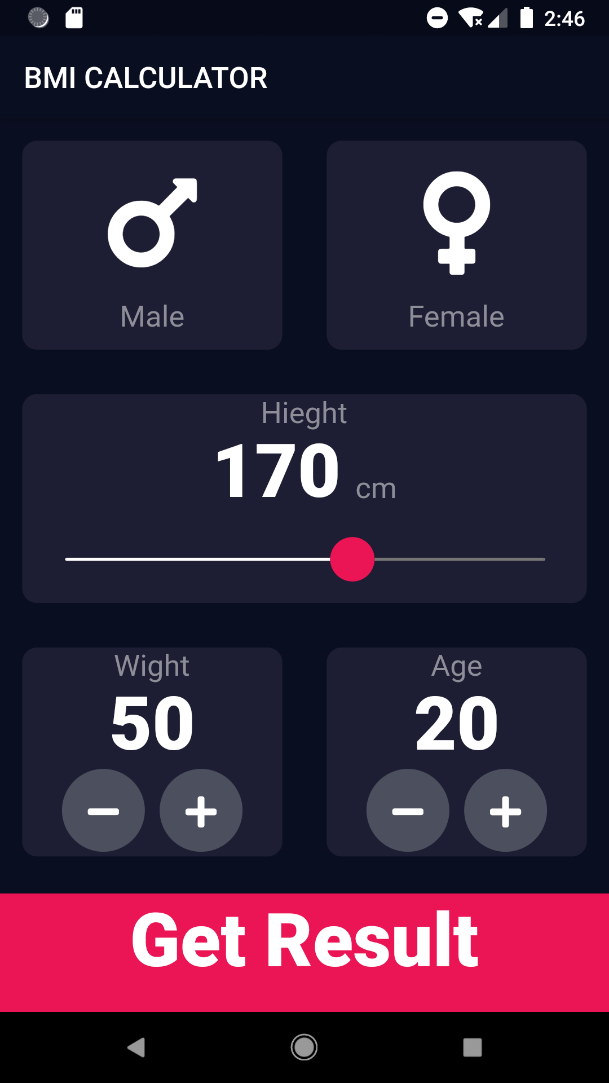 2:46
BMI CALCULATOR
Male
Female
Hieght
170 cm
Wight
Age
50
20
Get Result